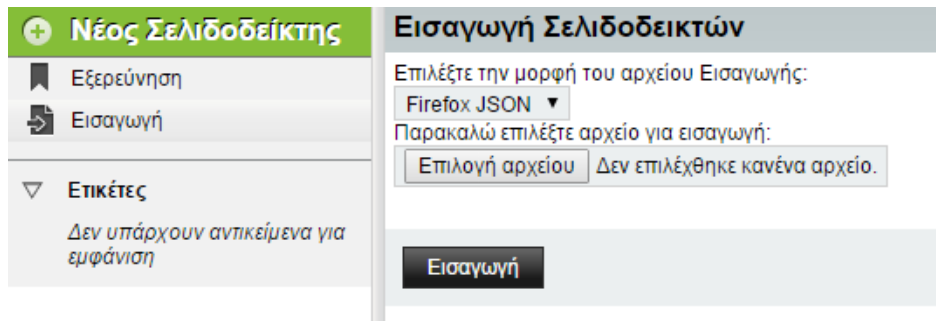 Νέος Σελιδοδείκτης
Εξερεύνηση
Εισαγωγή
Ετικέτες
Δεν υπάρχουν αντικείμενα για
εμφάνιση
Εισαγωγή Σελιδοδεικτών
Επιλέξτε την μορφή του αρχείου Εισαγωγής:
Firefox JSON
Παρακαλώ επιλέξτε αρχείο για εισαγωγή:
Επιλογή αρχείου Δεν επιλέχθηκε κανένα αρχείο.
Εισαγωγή